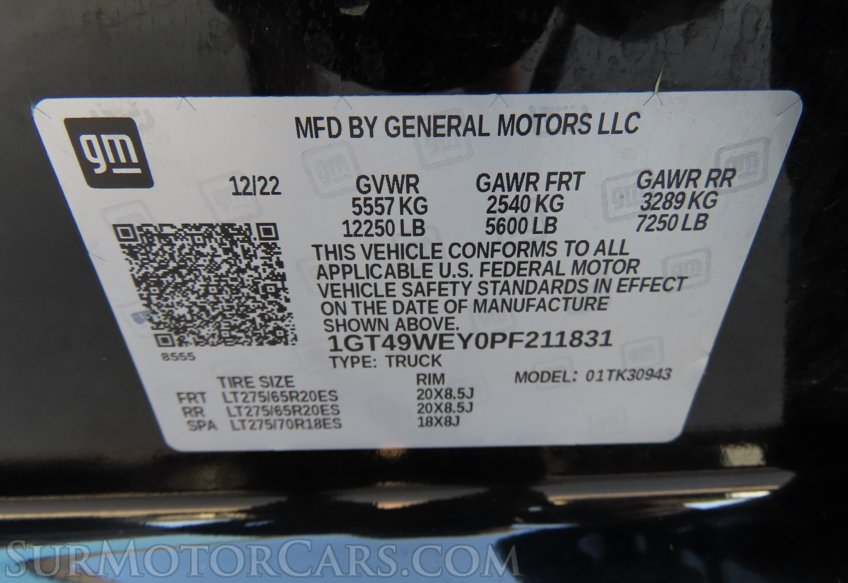 gm
MFD BY GENERAL MOTORS LLC
12/22 GVWR GAWR FRT GAWR RR
5557 KG 2540 KG 3289 KG
12250 LB 5600 LB 7250 LB
THIS VEHICLE CONFORMS TO ALL
APPLICABLE U.S. FEDERAL MOTOR
VEHICLE SAFETY STANDARDS IN EFFECT
ON THE DATE OF MANUFACTURE
SHOWN ABOVE.
8555
1GT49WEY0PF211831
TYPE: TRUCK
MODEL: 01TK30943
TIRE SIZE RIM
FRT LT275/65R20ES 20X8.5J
RR LT275/65R20ES 20X8.5J
SPA LT275/70R18ES 18X8J
SURMOTORCARS.COM